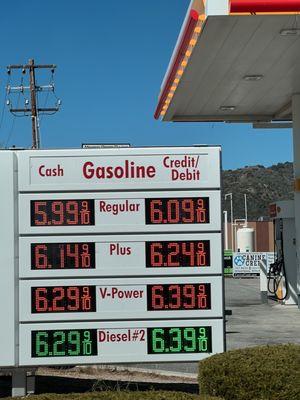 Cash Gasoline Credit/
Debit
5.99 9/10 Regular 6.09 9/10
6.14 9/10 Plus 6.24 9/10
6.29 9/10 V-Power 6.39 9/10
6.29 9/10 Diesel#2 6.39 9/10
CANINE
CREEK